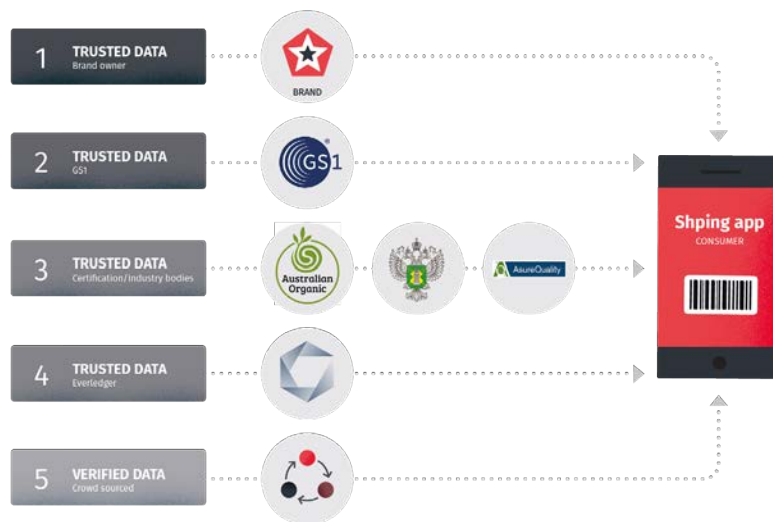 1
TRUSTED DATA
Brand owner
BRAND
2
TRUSTED DATA
GS1
GS1
3
TRUSTED DATA
Certification/Industry bodies
Australian
Organic
AsureQuality
4
TRUSTED DATA
Everledger
5
VERIFIED DATA
Crowd sourced
Shping app
CONSUMER